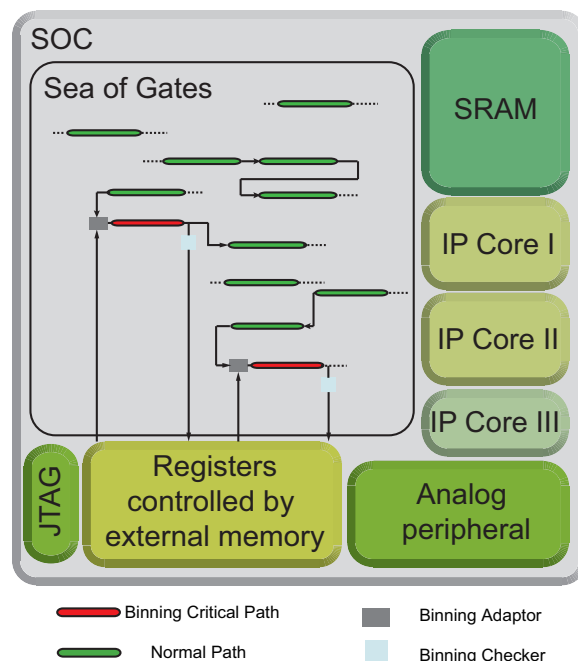 SOC
Sea of Gates
SRAM
IP Core I
IP Core II
IP Core III
JTAG
Registers
controlled by
external memory
Analog
peripheral
Binning Critical Path
Binning Adaptor
Normal Path
Binning Checker